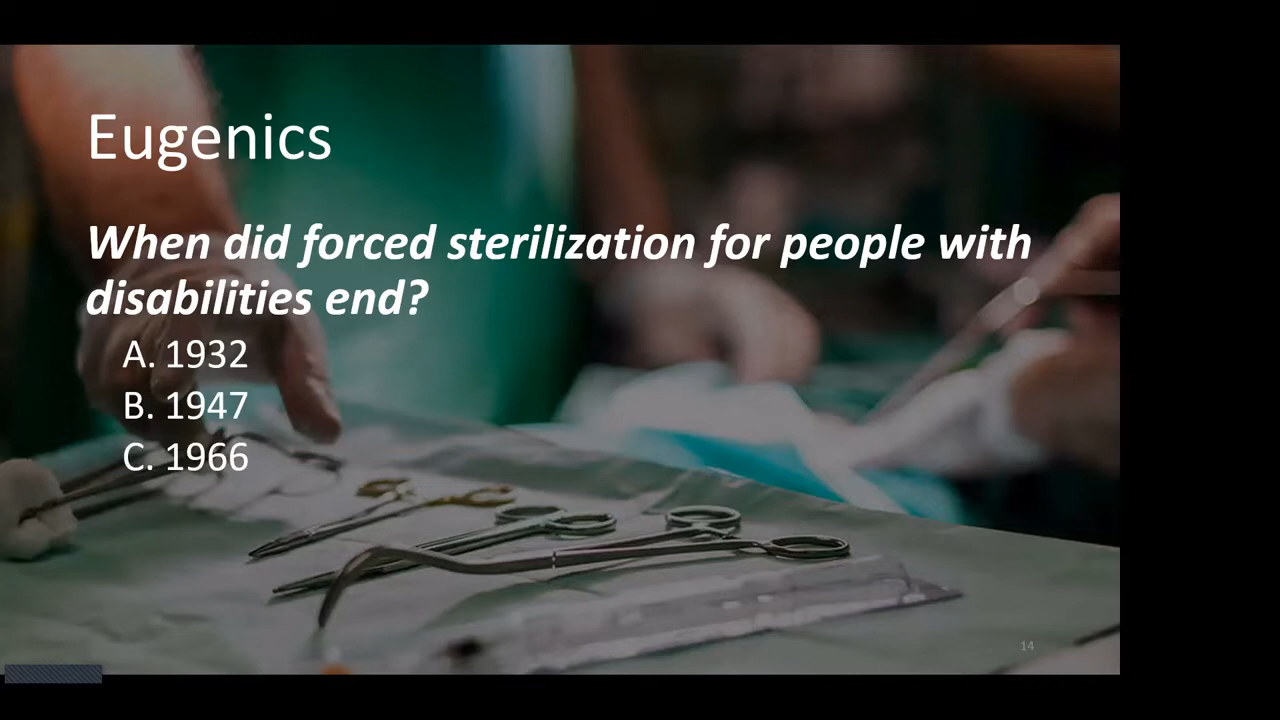 Eugenics
When did forced sterilization for people with
disabilities end?
A. 1932
B. 1947
C. 1966
14